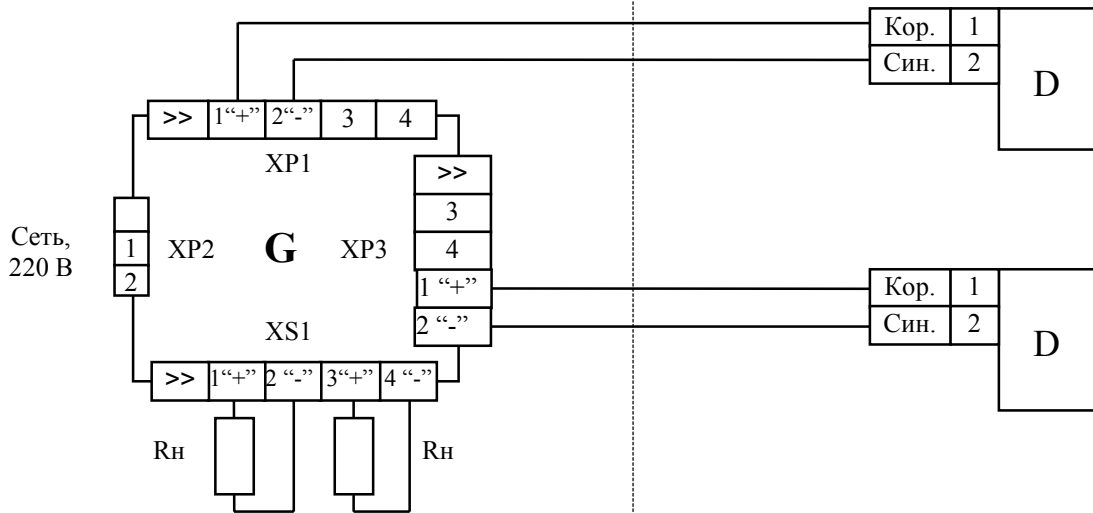 Кор. 1
Син. 2
D
>> 1“+” 2“-” 3 4
XP1
>>
3
4
1 “+”
2 “-”
Сеть,
220 В
1
2
XP2
G
XP3
XS1
>> 1“+” 2 “-” 3“+” 4 “-”
Rн
Rн
Кор. 1
Син. 2
D